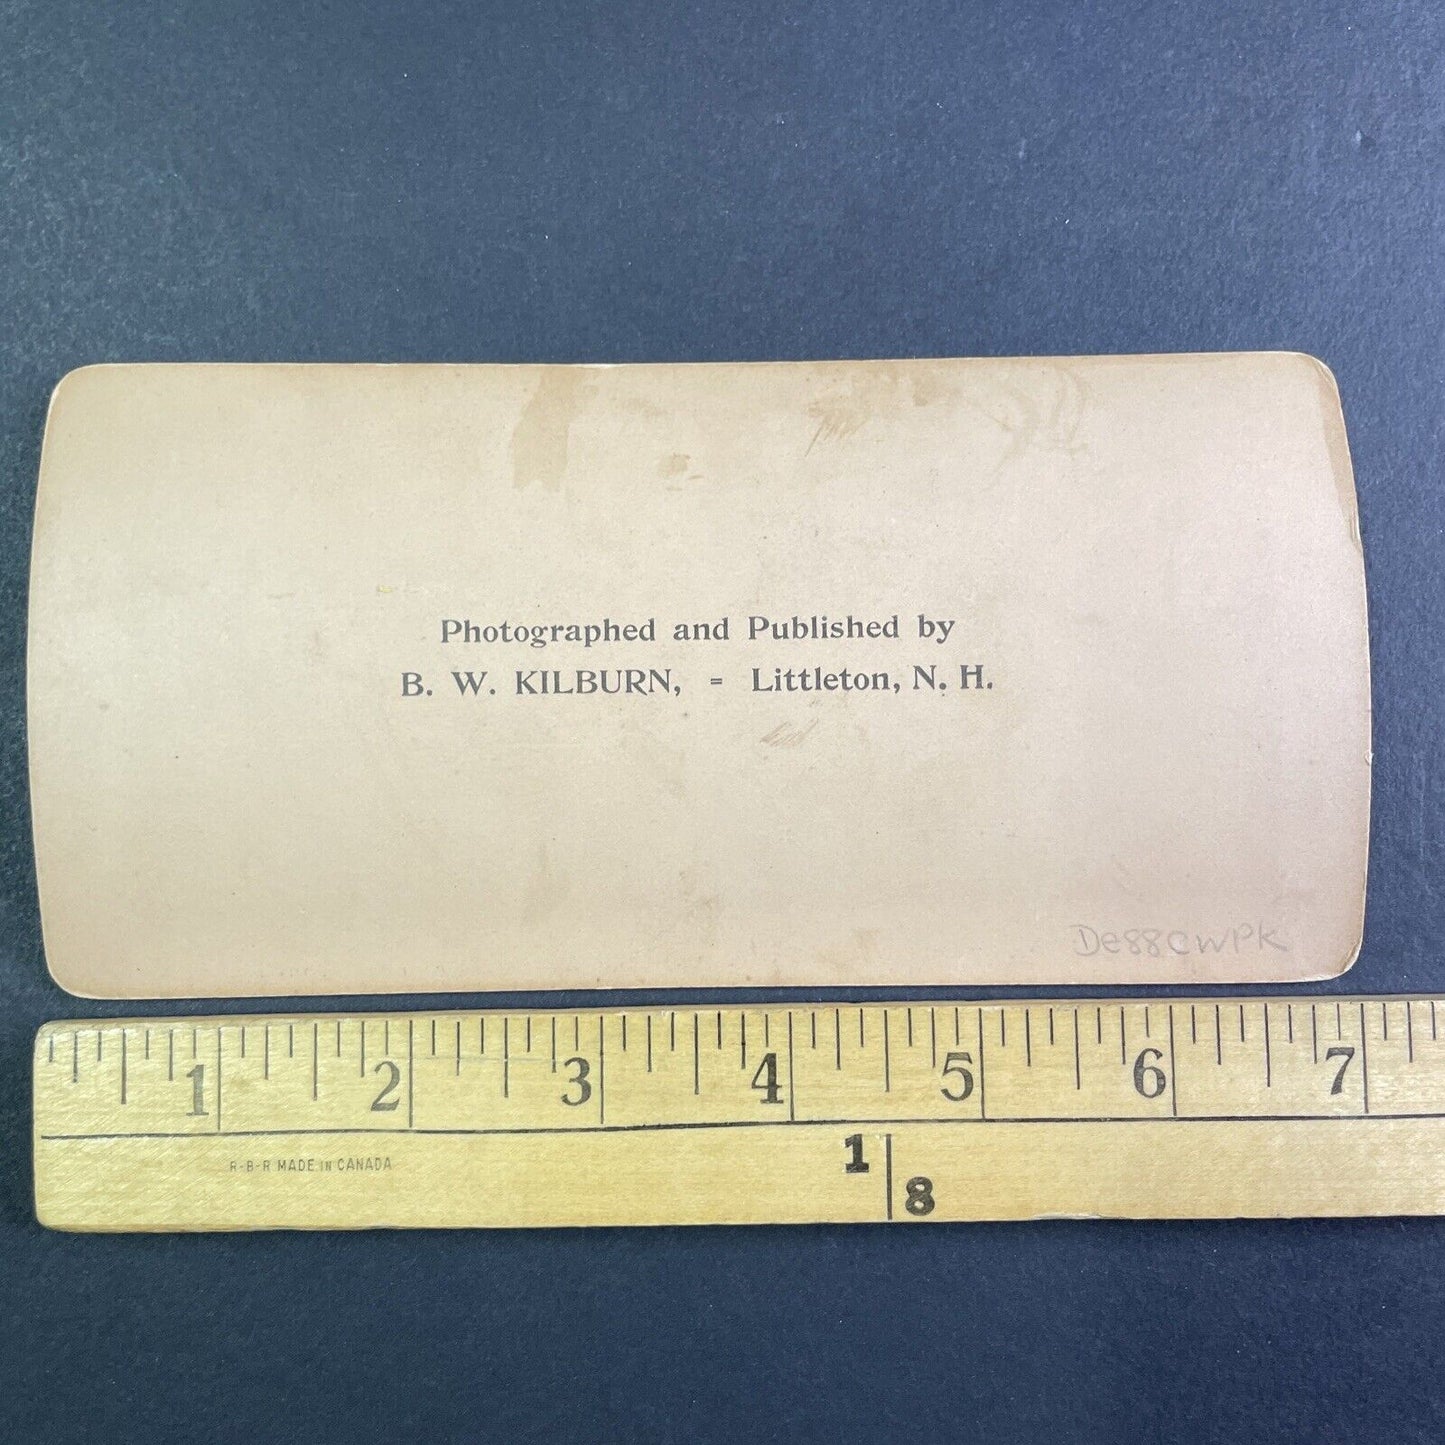 Photographed and Published by
B. W. KILBURN, = Littleton, N. H.
De88CWPK
1 2 3 4 5 6 7
R-B-R MADE IN CANADA
1
8